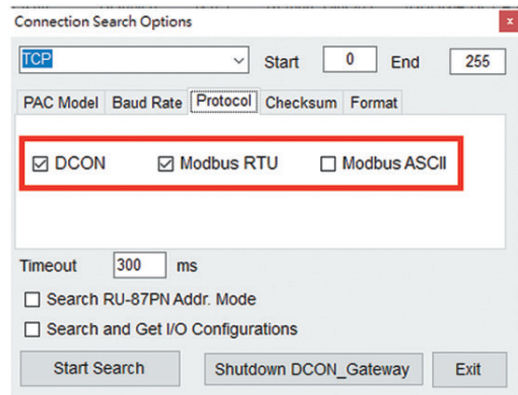 Connection Search Options x
TCP Start 0 End 255
PAC Model Baud Rate Protocol Checksum Format
DCON Modbus RTU Modbus ASCII
Timeout 300 ms
Search RU-87PN Addr. Mode
Search and Get I/O Configurations
Start Search Shutdown DCON_Gateway Exit